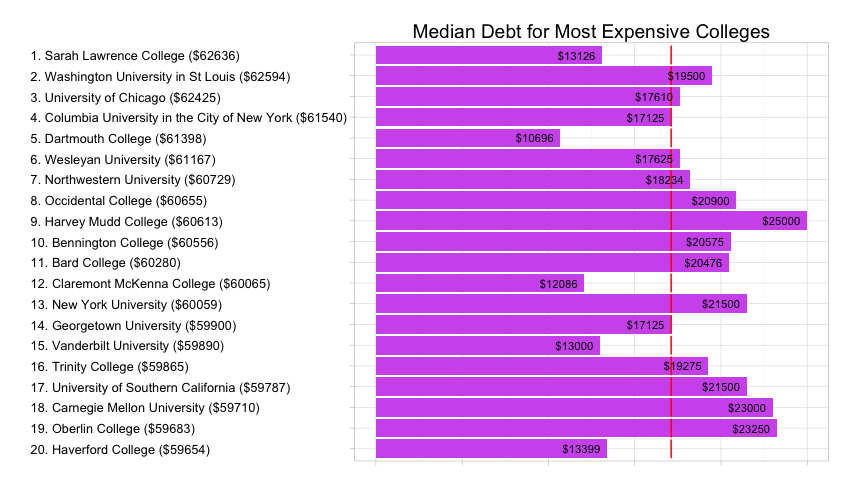 Median Debt for Most Expensive Colleges
1. Sarah Lawrence College ($62636) $13126
2. Washington University in St Louis ($62594) $19500
3. University of Chicago ($62425) $17610
4. Columbia University in the City of New York ($61540) $17125
5. Dartmouth College ($61398) $10696
6. Wesleyan University ($61167) $17625
7. Northwestern University ($60729) $18234
8. Occidental College ($60655) $20900
9. Harvey Mudd College ($60613) $25000
10. Bennington College ($60556) $20575
11. Bard College ($60280) $20476
12. Claremont McKenna College ($60065) $12086
13. New York University ($60059) $21500
14. Georgetown University ($59900) $17125
15. Vanderbilt University ($59890) $13000
16. Trinity College ($59865) $19275
17. University of Southern California ($59787) $21500
18. Carnegie Mellon University ($59710) $23000
19. Oberlin College ($59683) $23250
20. Haverford College ($59654) $13399